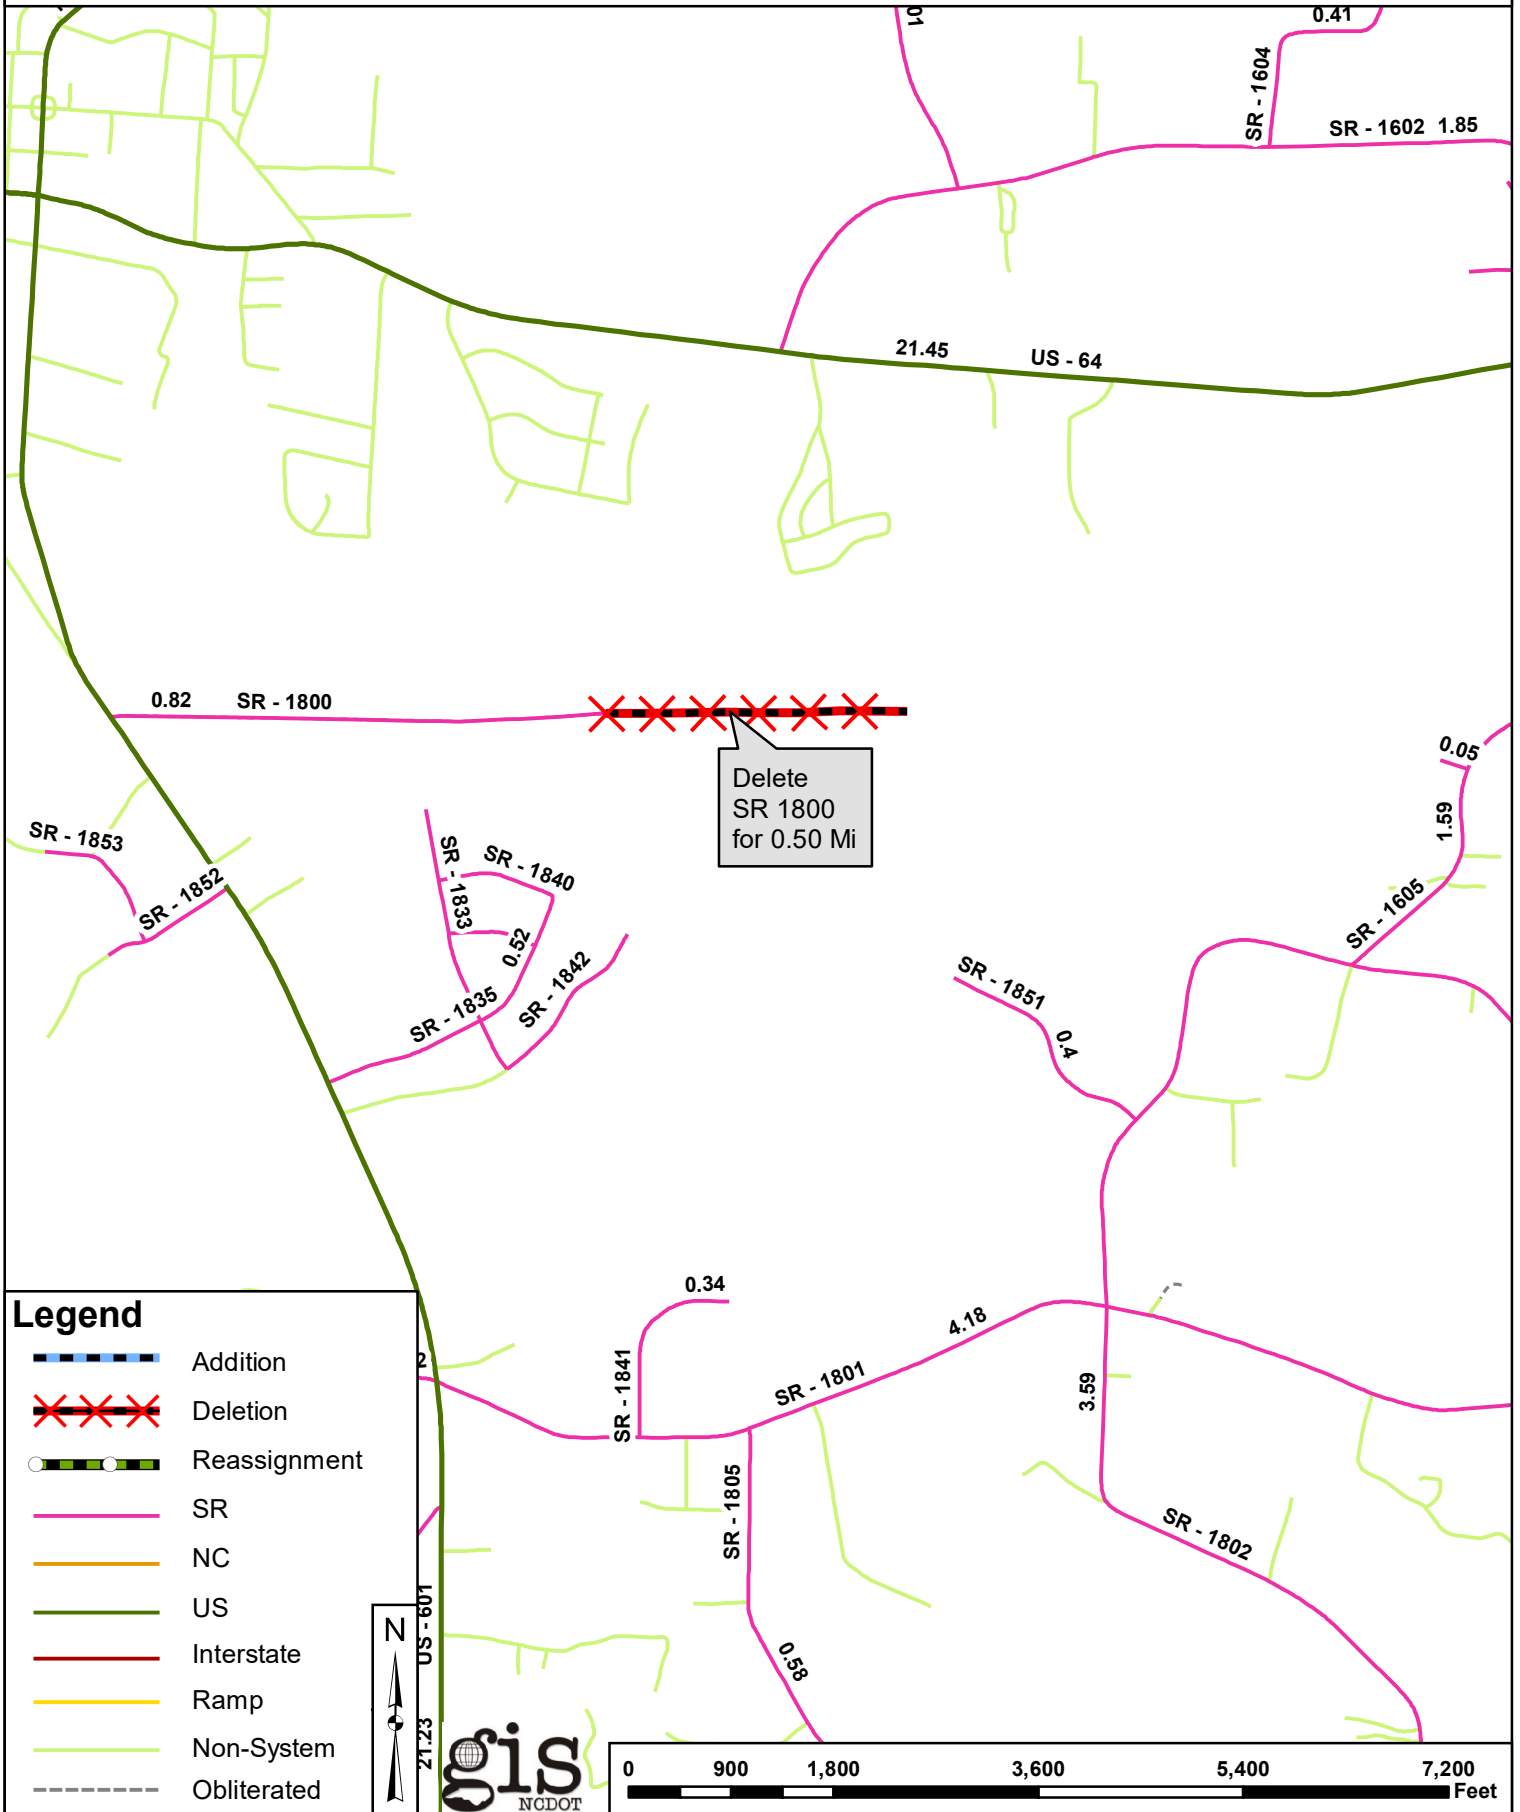 01
0.41
SR - 1604
SR - 1602 1.85
21.45
US - 64
0.82
SR - 1800
Delete
SR 1800
for 0.50 Mi
0.05
1.59
SR - 1605
SR - 1853
SR - 1852
SR - 1833
SR - 1840
0.52
SR - 1842
SR - 1835
SR - 1851
0.4
0.34
4.18
SR - 1841
SR - 1801
3.59
SR - 1805
SR - 1802
0.58
2
US - 601
21.23
Legend
Addition
Deletion
Reassignment
SR
NC
US
Interstate
Ramp
Non-System
Obliterated
N
gis
NCDOT
0 900 1,800 3,600 5,400 7,200
Feet